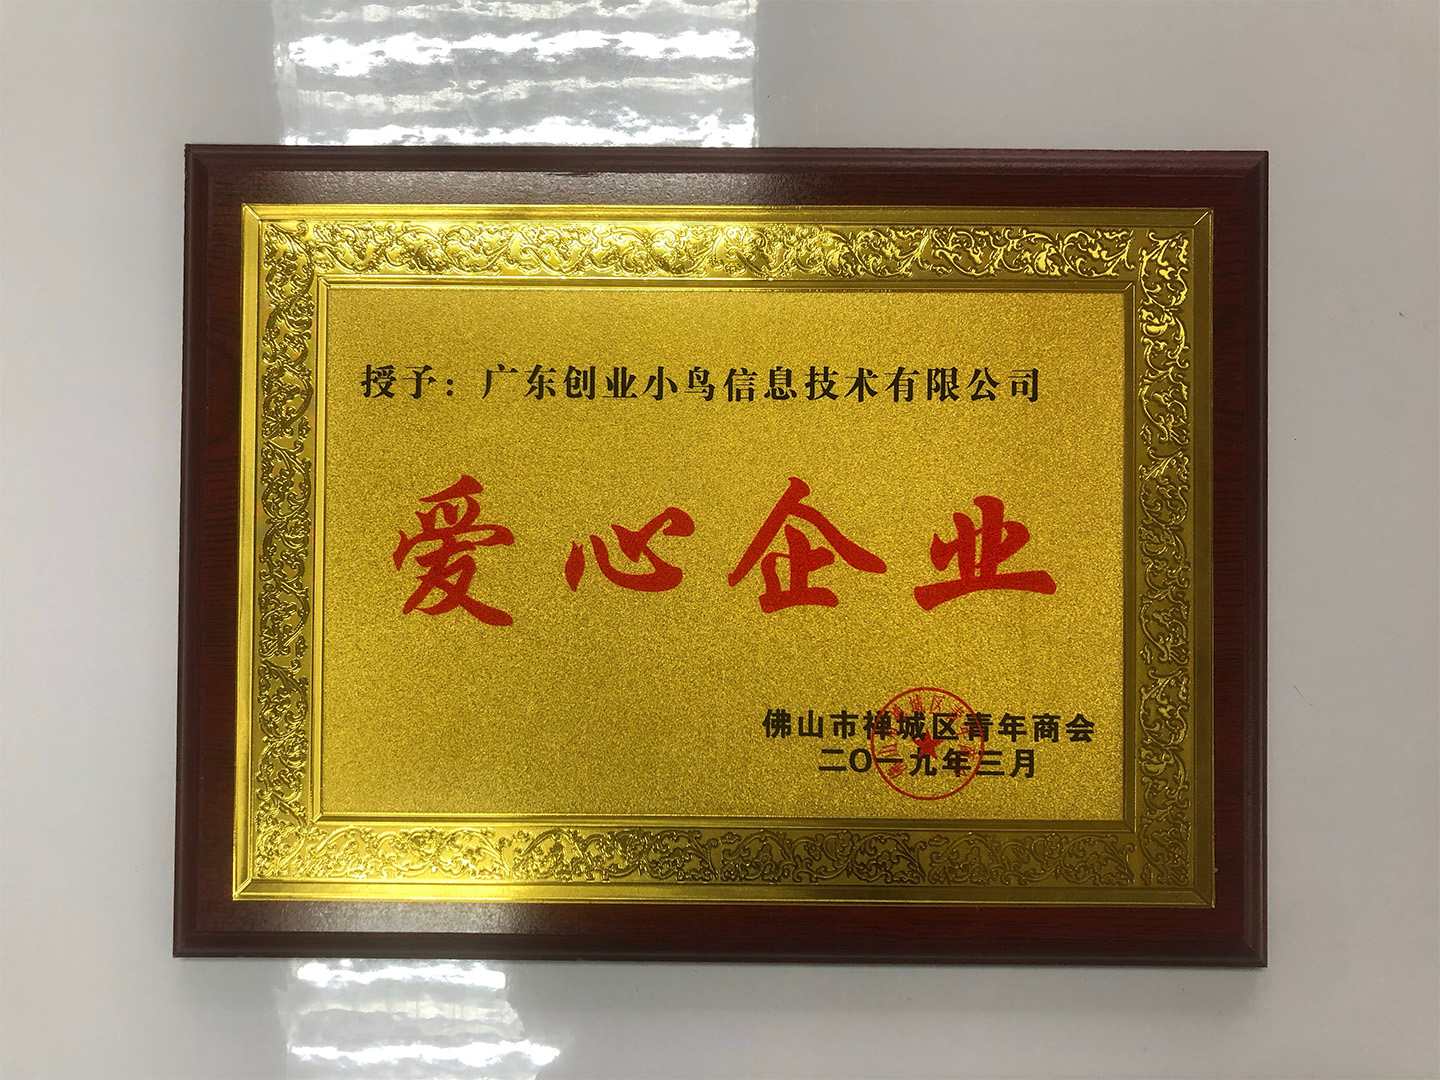 授予：广东创业小鸟信息技术有限公司
爱心企业
佛山市禅城区青年商会
二〇一九年三月